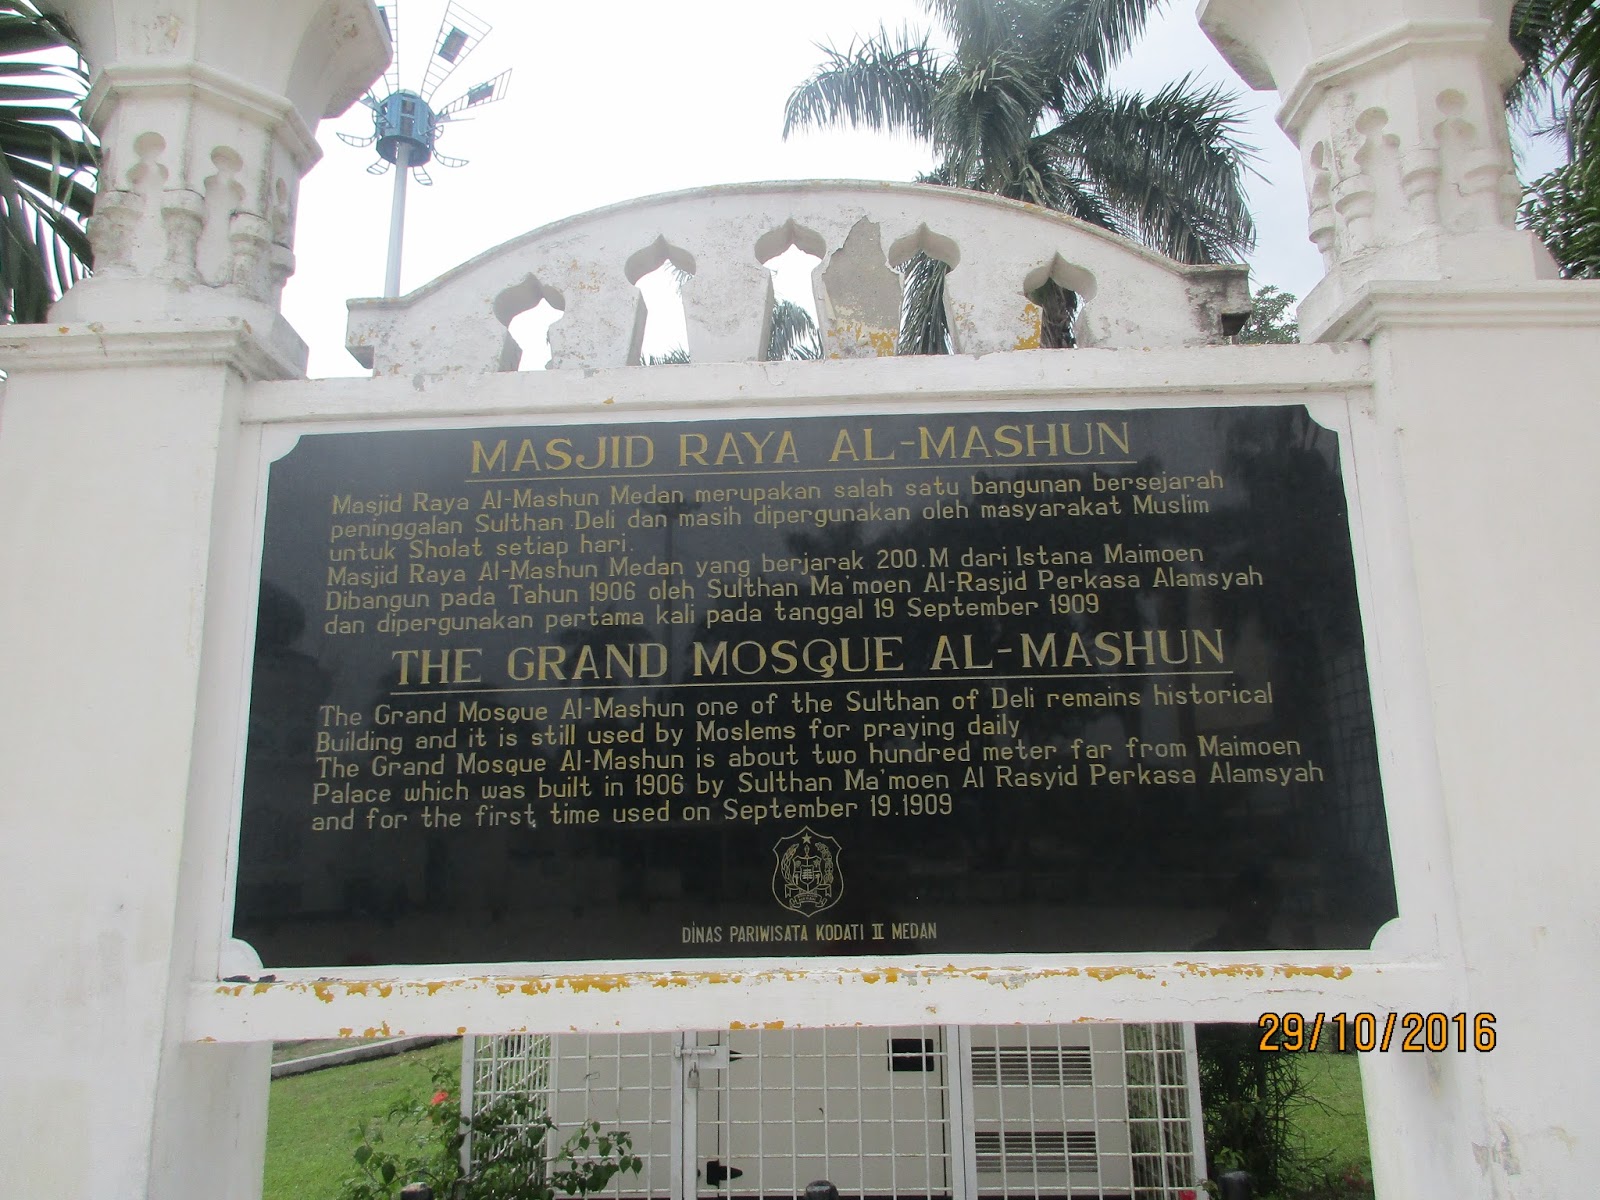 MASJID RAYA AL-MASHUN
Masjid Raya Al-Mashun Medan merupakan salah satu bangunan bersejarah
peninggalan Sulthan Deli dan masih dipergunakan oleh masyarakat Muslim
untuk Sholat setiap hari.
Masjid Raya Al-Mashun Medan yang berjarak 200.M dari Istana Maimoen
Dibangun pada Tahun 1906 oleh Sulthan Ma'moen Al-Rasjid Perkasa Alamsyah
dan dipergunakan pertama kali pada tanggal 19 September 1909
THE GRAND MOSQUE AL-MASHUN
The Grand Mosque Al-Mashun one of the Sulthan of Deli remains historical
Building and it is still used by Moslems for praying daily
The Grand Mosque Al-Mashun is about two hundred meter far from Maimoen
Palace which was built in 1906 by Sulthan Ma'moen Al Rasyid Perkasa Alamsyah
and for the first time used on September 19.1909
DINAS PARIWISATA KODATI II MEDAN
29/10/2016